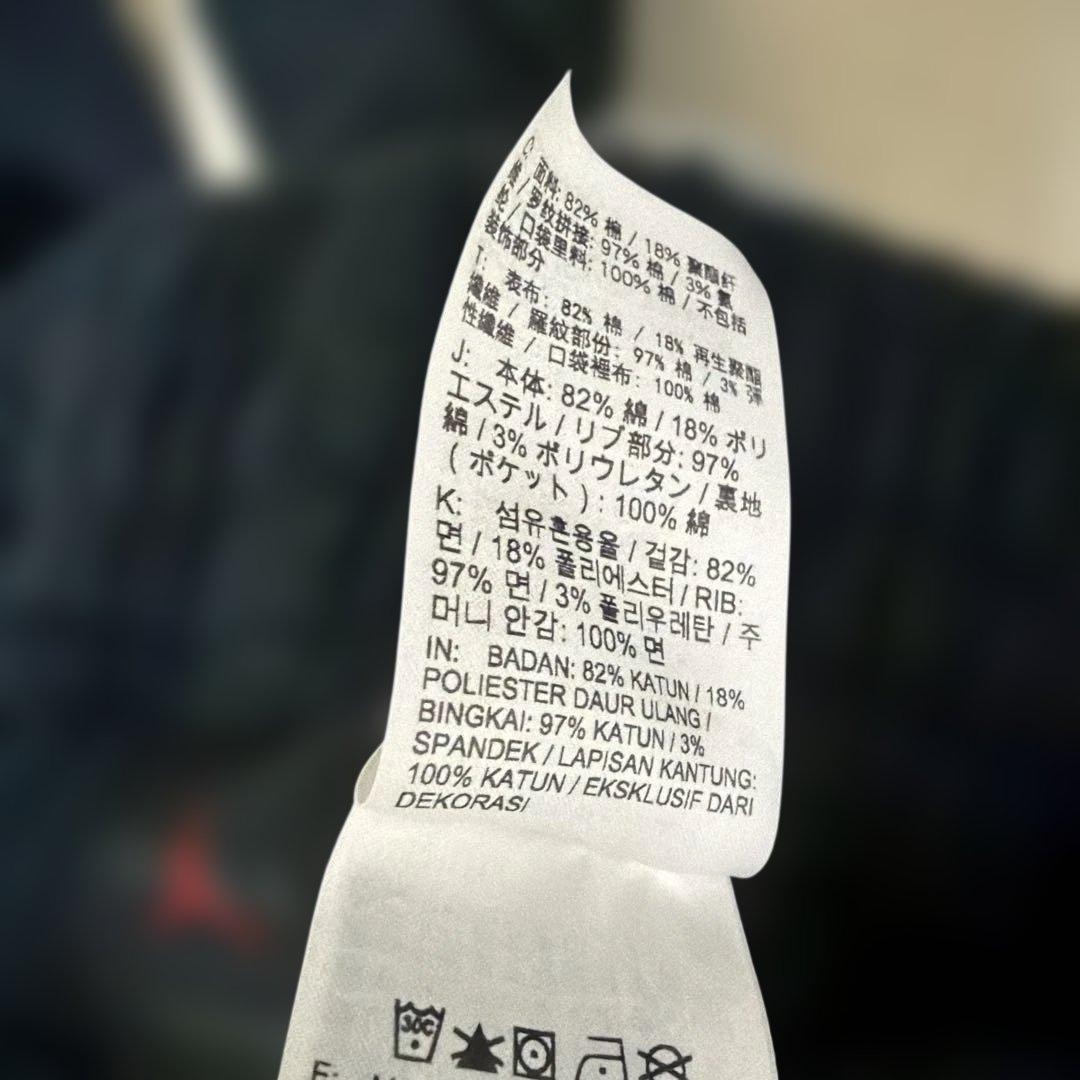 C: 面料: 82% 棉 / 18% 聚酯纤
维 / 罗纹拼接: 97% 棉 / 3% 氨
纶 / 口袋里料: 100% 棉 / 不包括
装饰部分
T: 表布: 82% 棉 / 18% 再生聚酯
纖維 / 羅紋部份: 97% 棉 / 3% 彈
性纖維 / 口袋裡布: 100% 棉
J: 本体: 82% 綿 / 18% ポリ
エステル / リブ部分: 97%
綿 / 3% ポリウレタン / 裏地
( ポケット ) : 100% 綿
K: 섬유혼용율 / 겉감: 82%
면 / 18% 폴리에스터 / RIB:
97% 면 / 3% 폴리우레탄 / 주
머니 안감: 100% 면
IN: BADAN: 82% KATUN / 18%
POLIESTER DAUR ULANG /
BINGKAI: 97% KATUN / 3%
SPANDEK / LAPISAN KANTUNG:
100% KATUN / EKSKLUSIF DARI
DEKORASI
30C